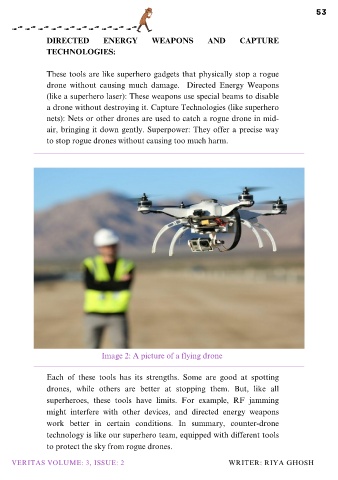 53
DIRECTED ENERGY WEAPONS AND CAPTURE
TECHNOLOGIES:
These tools are like superhero gadgets that physically stop a rogue
drone without causing much damage. Directed Energy Weapons
(like a superhero laser): These weapons use special beams to disable
a drone without destroying it. Capture Technologies (like superhero
nets): Nets or other drones are used to catch a rogue drone in mid-
air, bringing it down gently. Superpower: They offer a precise way
to stop rogue drones without causing too much harm.
Image 2: A picture of a flying drone
Each of these tools has its strengths. Some are good at spotting
drones, while others are better at stopping them. But, like all
superheroes, these tools have limits. For example, RF jamming
might interfere with other devices, and directed energy weapons
work better in certain conditions. In summary, counter-drone
technology is like our superhero team, equipped with different tools
to protect the sky from rogue drones.
VERITAS VOLUME: 3, ISSUE: 2
WRITER: RIYA GHOSH